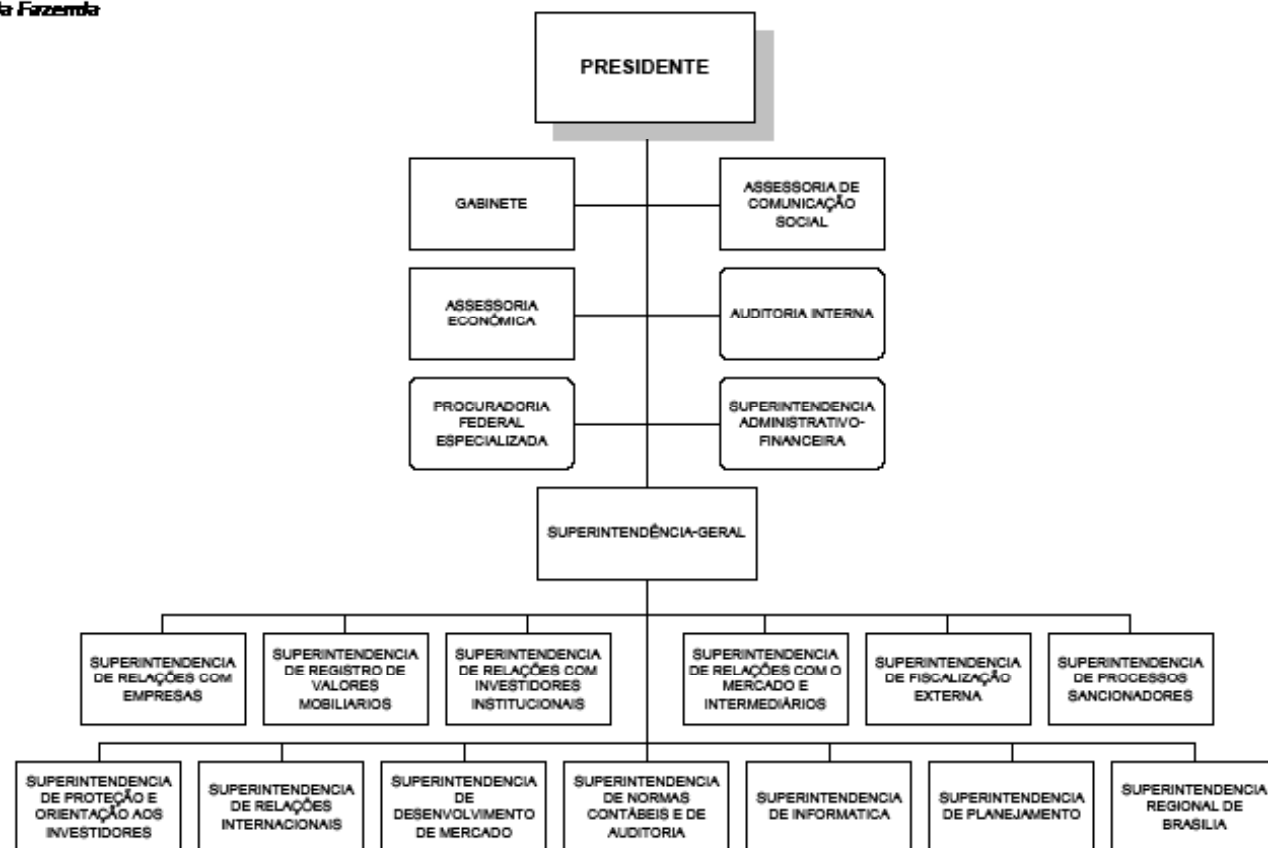 da Fazenda
PRESIDENTE
GABINETE
ASSESSORIA DE
COMUNICAÇÃO
SOCIAL
ASSESSORIA
ECONÔMICA
AUDITORIA INTERNA
PROCURADORIA
FEDERAL
ESPECIALIZADA
SUPERINTENDENCIA
ADMINISTRATIVO-
FINANCEIRA
SUPERINTENDÊNCIA-GERAL
SUPERINTENDENCIA
DE RELAÇÕES COM
EMPRESAS
SUPERINTENDENCIA
DE REGISTRO DE
VALORES
MOBILIARIOS
SUPERINTENDENCIA
DE RELAÇÕES COM
INVESTIDORES
INSTITUCIONAIS
SUPERINTENDENCIA
DE RELAÇÕES COM O
MERCADO E
INTERMEDIÁRIOS
SUPERINTENDENCIA
DE FISCALIZAÇÃO
EXTERNA
SUPERINTENDENCIA
DE PROCESSOS
SANCIONADORES
SUPERINTENDENCIA
DE PROTEÇÃO E
ORIENTAÇÃO AOS
INVESTIDORES
SUPERINTENDENCIA
DE RELAÇÕES
INTERNACIONAIS
SUPERINTENDENCIA
DE
DESENVOLVIMENTO
DE MERCADO
SUPERINTENDENCIA
DE NORMAS
CONTÁBEIS E DE
AUDITORIA
SUPERINTENDENCIA
DE INFORMATICA
SUPERINTENDENCIA
DE PLANEJAMENTO
SUPERINTENDENCIA
REGIONAL DE
BRASILIA